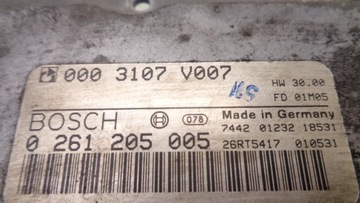 000 3107 V007
HW 30.00
FD 01M05
BOSCH
078
Made in Germany
7442 01232 18531
0 261 205 005
26RT5417 010531